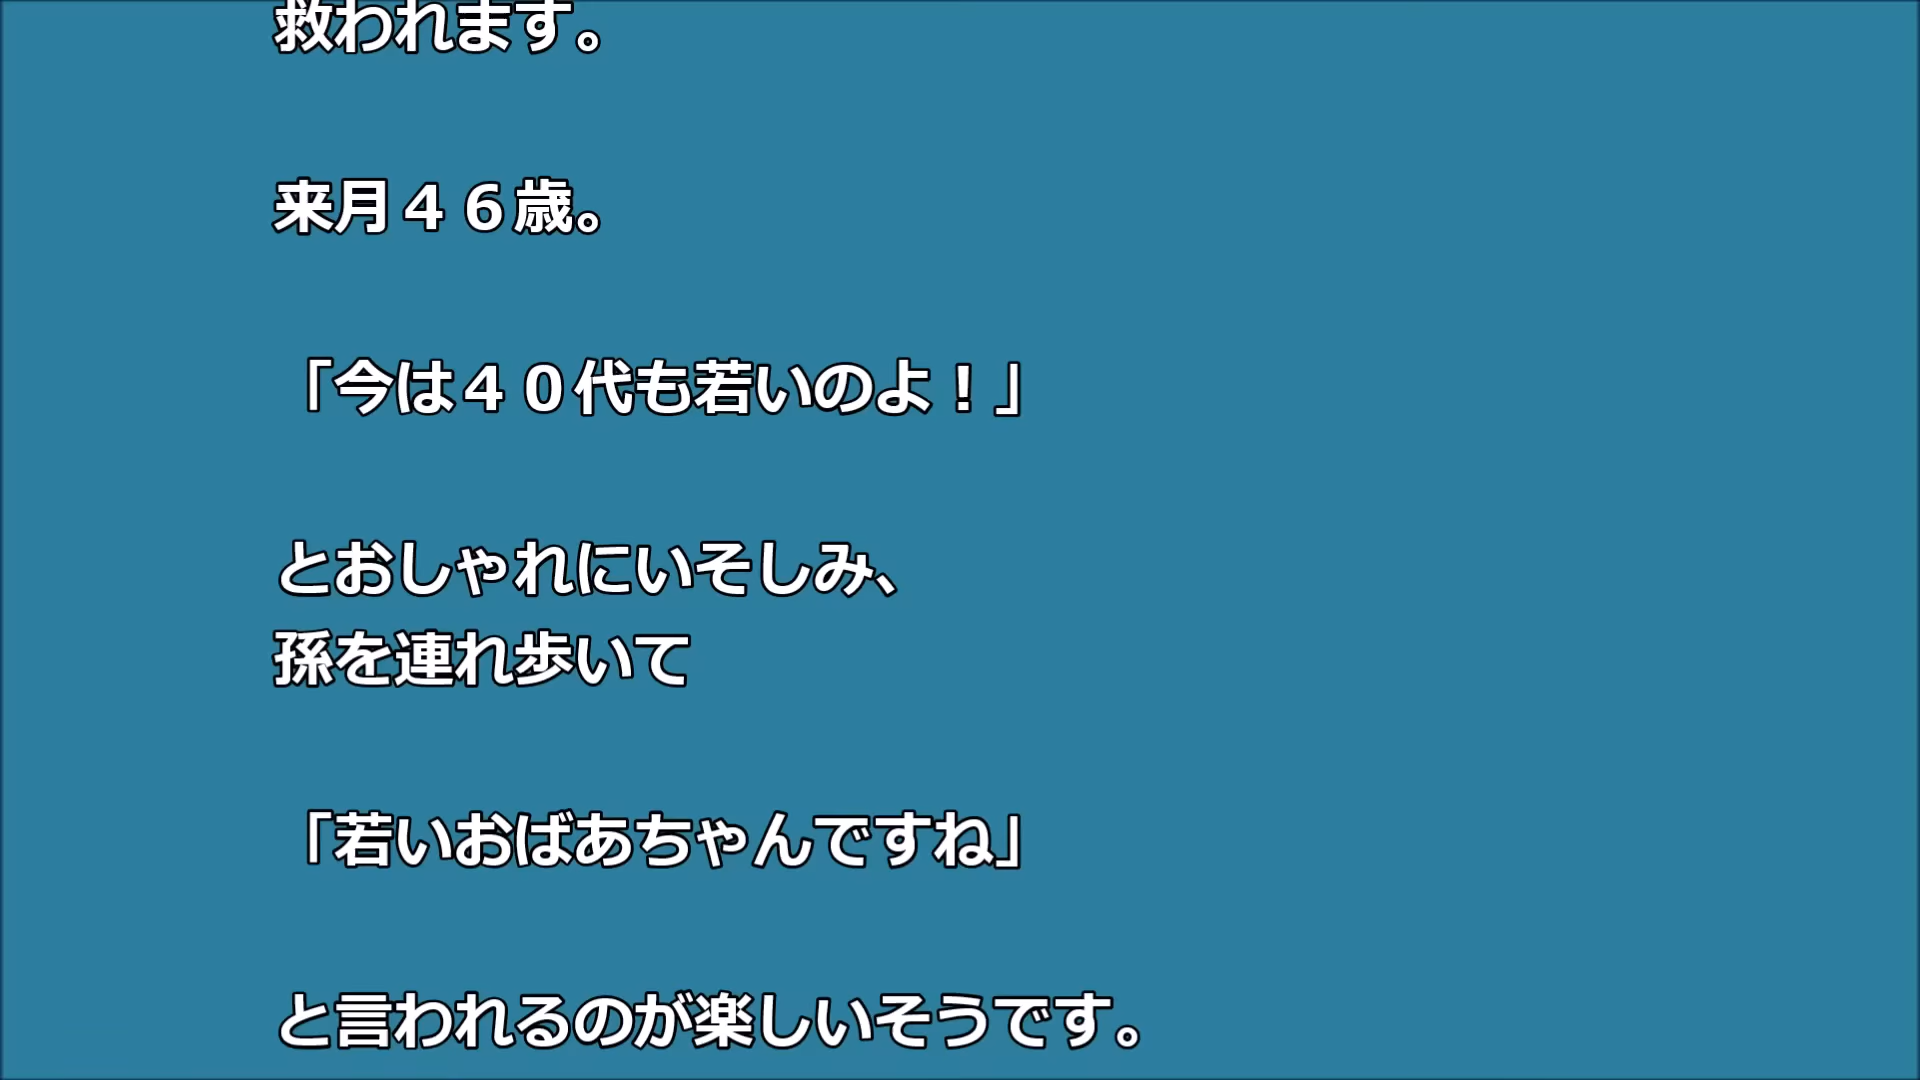 救われます。
来月４６歳。
「今は４０代も若いのよ！」
とおしゃれにいそしみ、
孫を連れ歩いて
「若いおばあちゃんですね」
と言われるのが楽しいそうです。